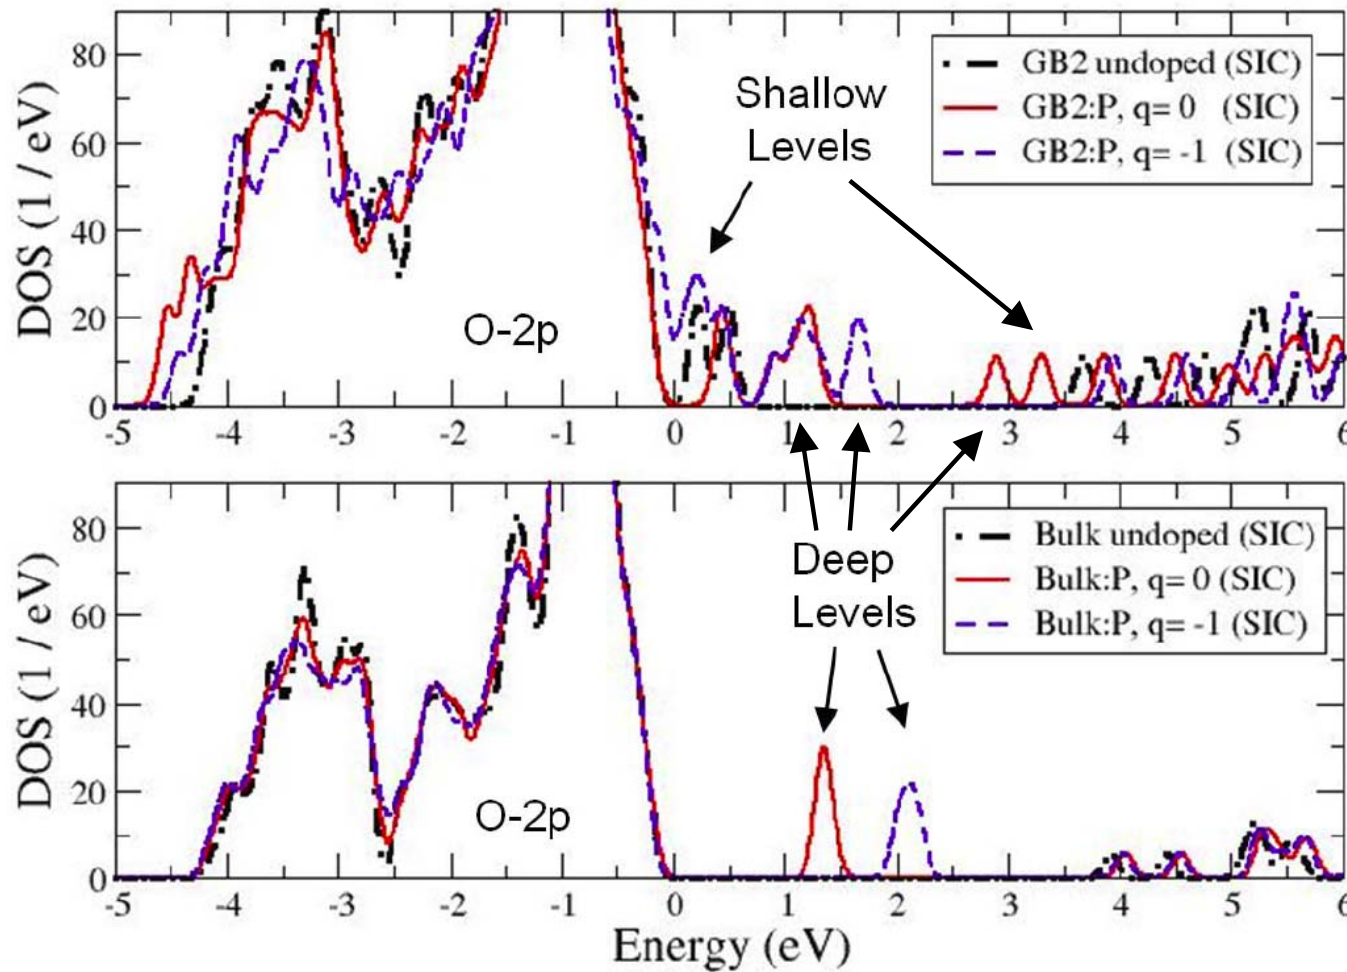 DOS (1 / eV)
80
60
40
20
0
GB2 undoped (SIC)
GB2:P, q= 0 (SIC)
GB2:P, q= -1 (SIC)
Shallow
Levels
O-2p
-5 -4 -3 -2 -1 0 1 2 3 4 5 6
DOS (1 / eV)
80
60
40
20
0
Bulk undoped (SIC)
Bulk:P, q= 0 (SIC)
Bulk:P, q= -1 (SIC)
Deep
Levels
O-2p
-5 -4 -3 -2 -1 0 1 2 3 4 5 6
Energy (eV)